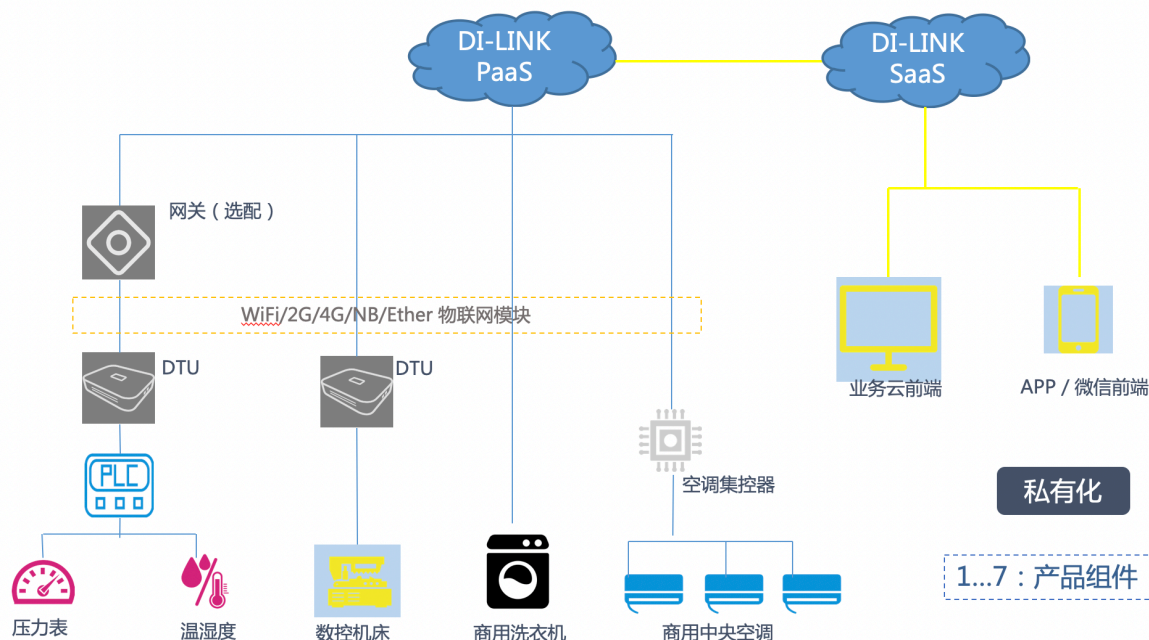 DI-LINK
PaaS
DI-LINK
SaaS
网关（选配）
WiFi/2G/4G/NB/Ether 物联网模块
DTU
DTU
业务云前端
APP / 微信前端
PLC
空调集控器
私有化
1...7：产品组件
压力表
温湿度
数控机床
商用洗衣机
商用中央空调